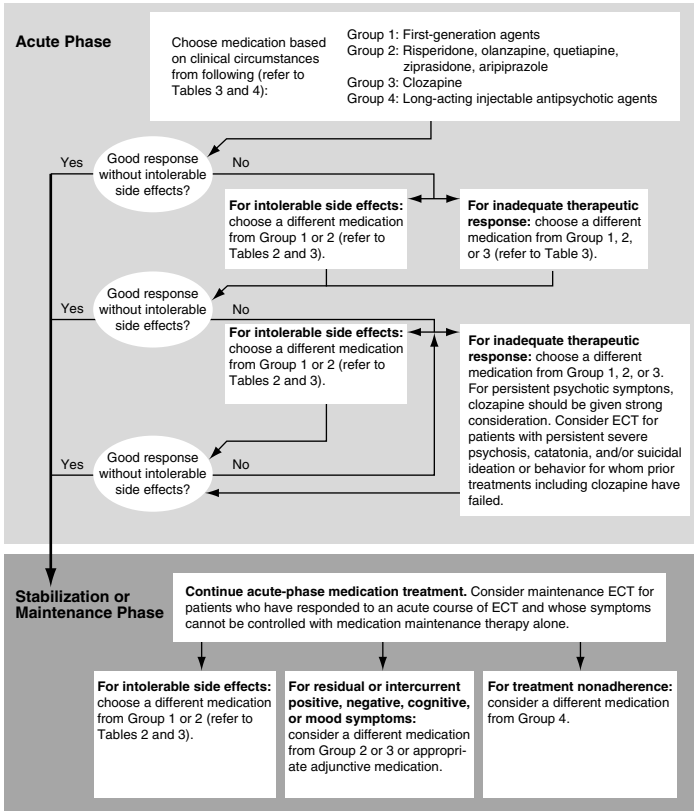 Acute Phase
Choose medication based
on clinical circumstances
from following (refer to
Tables 3 and 4):
Group 1: First-generation agents
Group 2: Risperidone, olanzapine, quetiapine,
ziprasidone, aripiprazole
Group 3: Clozapine
Group 4: Long-acting injectable antipsychotic agents
Yes
Good response
without intolerable
side effects?
No
For intolerable side effects:
choose a different medication
from Group 1 or 2 (refer to
Tables 2 and 3).
For inadequate therapeutic
response: choose a different
medication from Group 1, 2,
or 3 (refer to Table 3).
Yes
Good response
without intolerable
side effects?
No
For intolerable side effects:
choose a different medication
from Group 1 or 2 (refer to
Tables 2 and 3).
For inadequate therapeutic
response: choose a different
medication from Group 1, 2, or 3.
For persistent psychotic symptons,
clozapine should be given strong
consideration. Consider ECT for
patients with persistent severe
psychosis, catatonia, and/or suicidal
ideation or behavior for whom prior
treatments including clozapine have
failed.
Yes
Good response
without intolerable
side effects?
No
Stabilization or
Maintenance Phase
Continue acute-phase medication treatment. Consider maintenance ECT for
patients who have responded to an acute course of ECT and whose symptoms
cannot be controlled with medication maintenance therapy alone.
For intolerable side effects:
choose a different medication
from Group 1 or 2 (refer to
Tables 2 and 3).
For residual or intercurrent
positive, negative, cognitive,
or mood symptoms:
consider a different medication
from Group 2 or 3 or appropri-
ate adjunctive medication.
For treatment nonadherence:
consider a different medication
from Group 4.